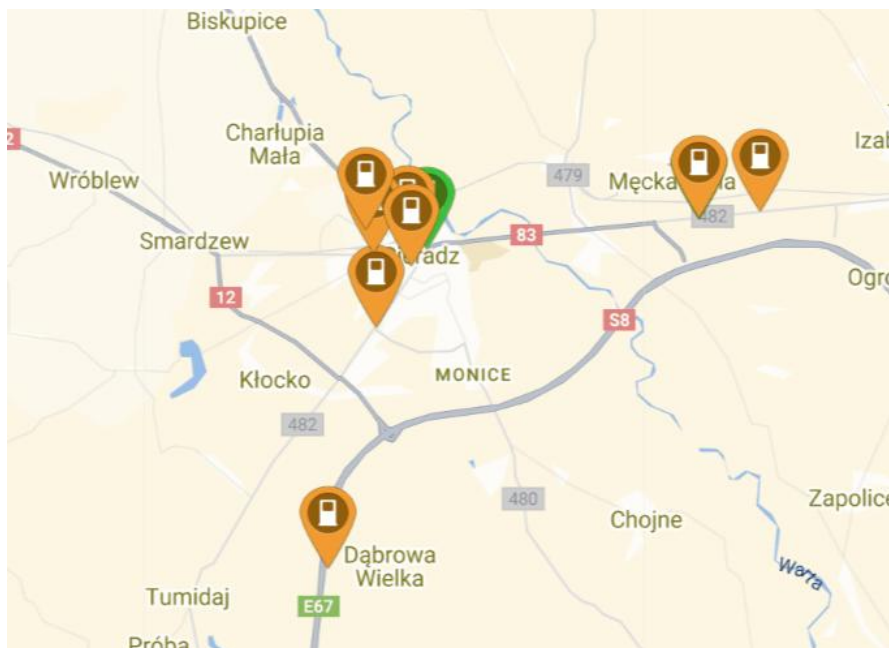 Biskupice
Charłupia
Mała
Wróblew
Smardzew
12
Kłocko
482
479
Izab
482
83
Ogro
S8
MONICE
480
Chojne
Zapolice
Dąbrowa
Wielka
E67
Tumidaj
Próba
Warta